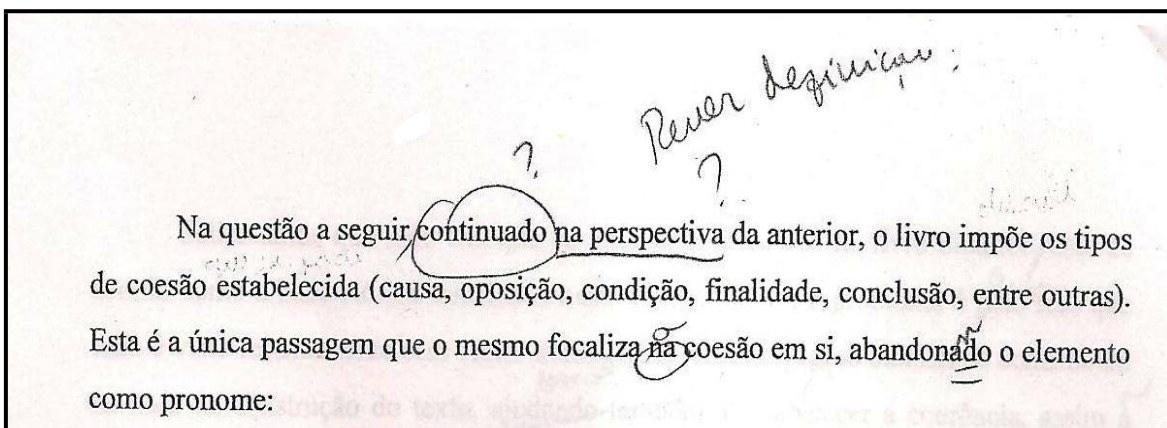 Rever definição.
? ?
Na questão a seguir continuado na perspectiva da anterior, o livro impõe os tipos
de coesão estabelecida (causa, oposição, condição, finalidade, conclusão, entre outras).
Esta é a única passagem que o mesmo focaliza na coesão em si, abandonado o elemento
a n
como pronome: